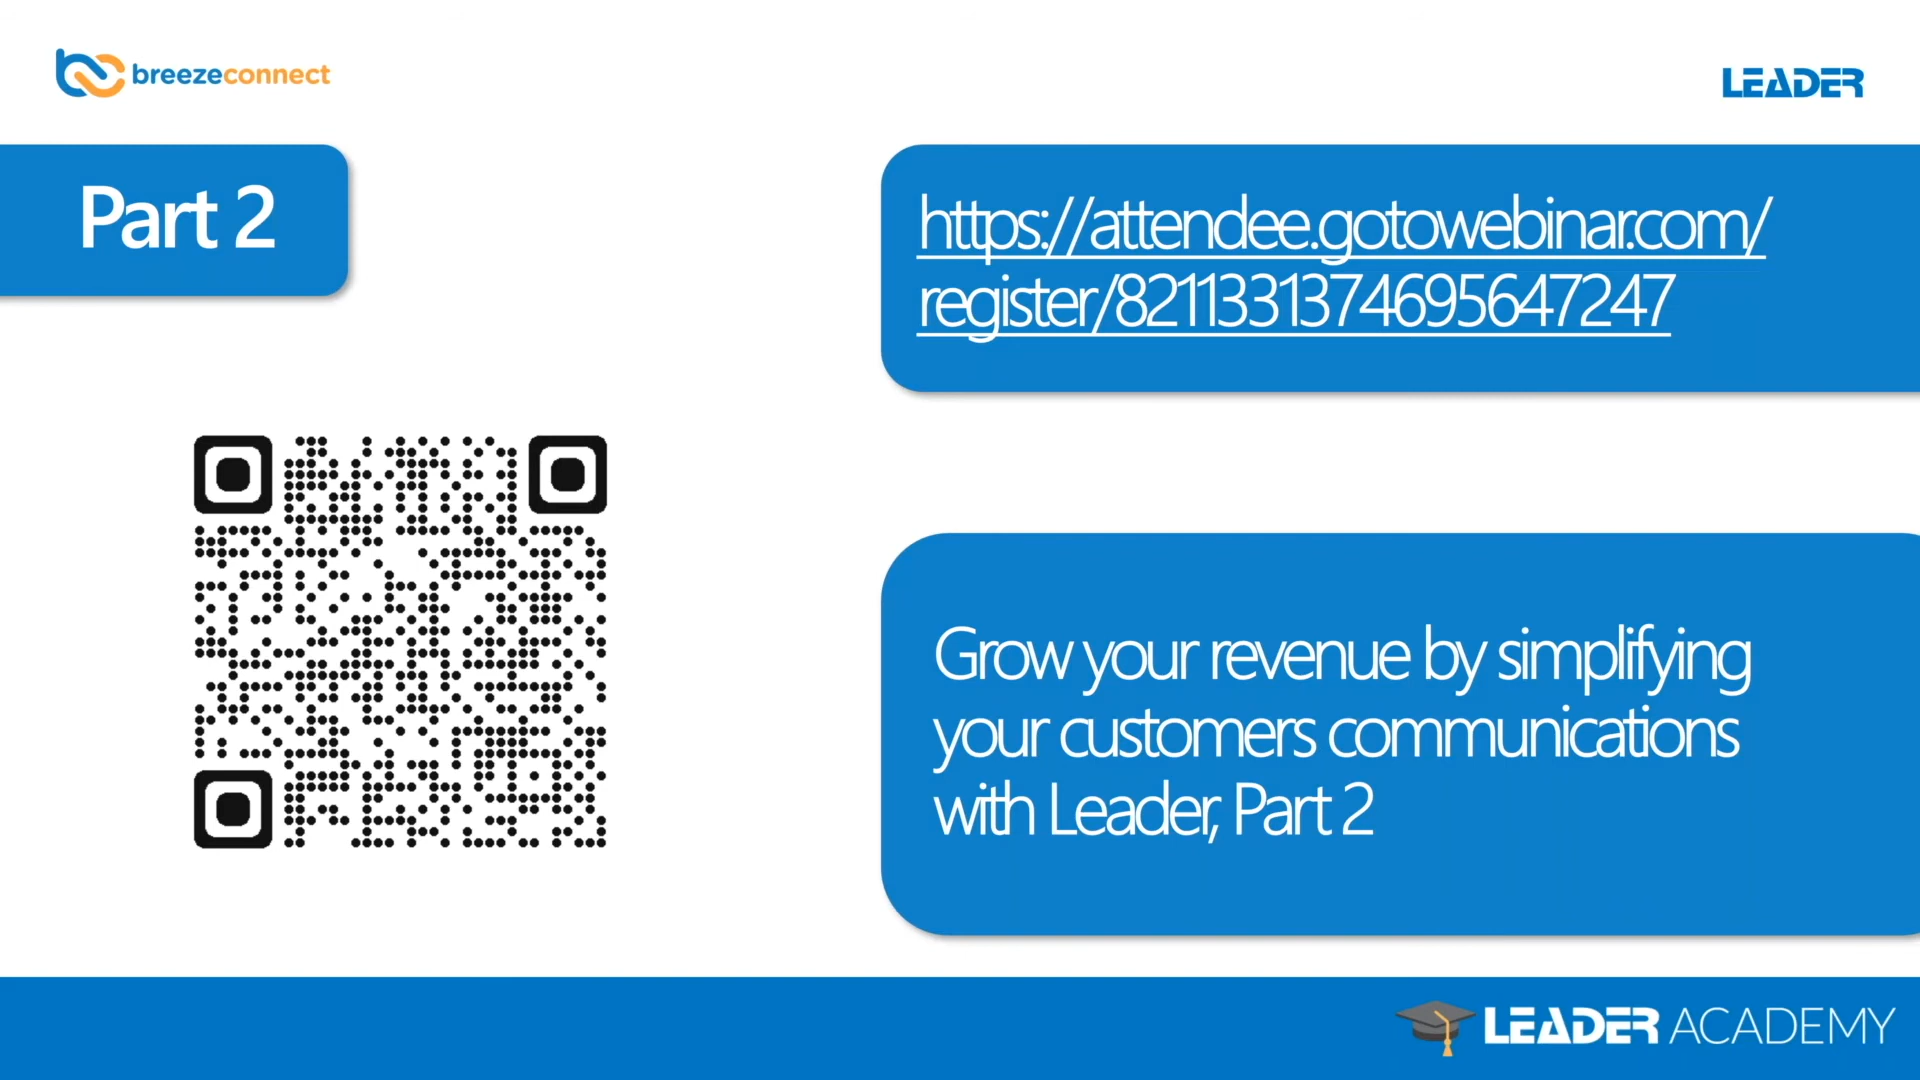 breezeconnect
LEADER
Part 2
https://attendee.gotowebinar.com/
register/8211331374695647247
Grow your revenue by simplifying
your customers communications
with Leader, Part 2
LEADER ACADEMY